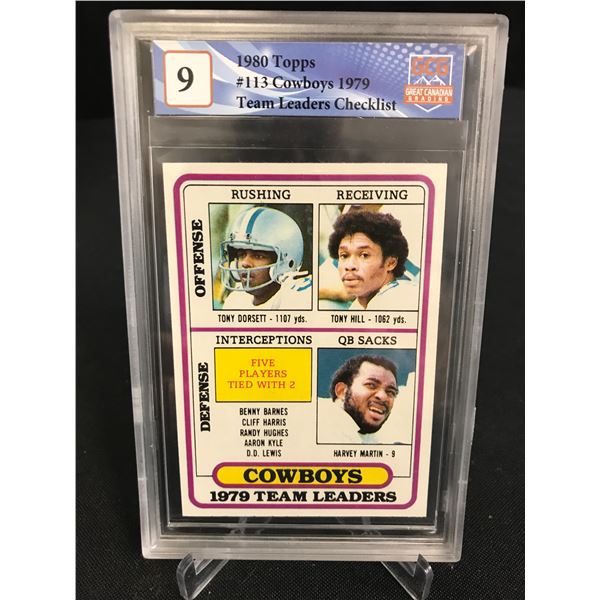 9
1980 Topps
#113 Cowboys 1979
Team Leaders Checklist
GCG
GREAT CANADIAN
GRADING
OFFENSE
RUSHING
RECEIVING
TONY DORSETT - 1107 yds.
TONY HILL - 1062 yds.
DEFENSE
INTERCEPTIONS
QB SACKS
FIVE
PLAYERS
TIED WITH 2
BENNY BARNES
CLIFF HARRIS
RANDY HUGHES
AARON KYLE
D.D. LEWIS
HARVEY MARTIN - 9
COWBOYS
1979 TEAM LEADERS